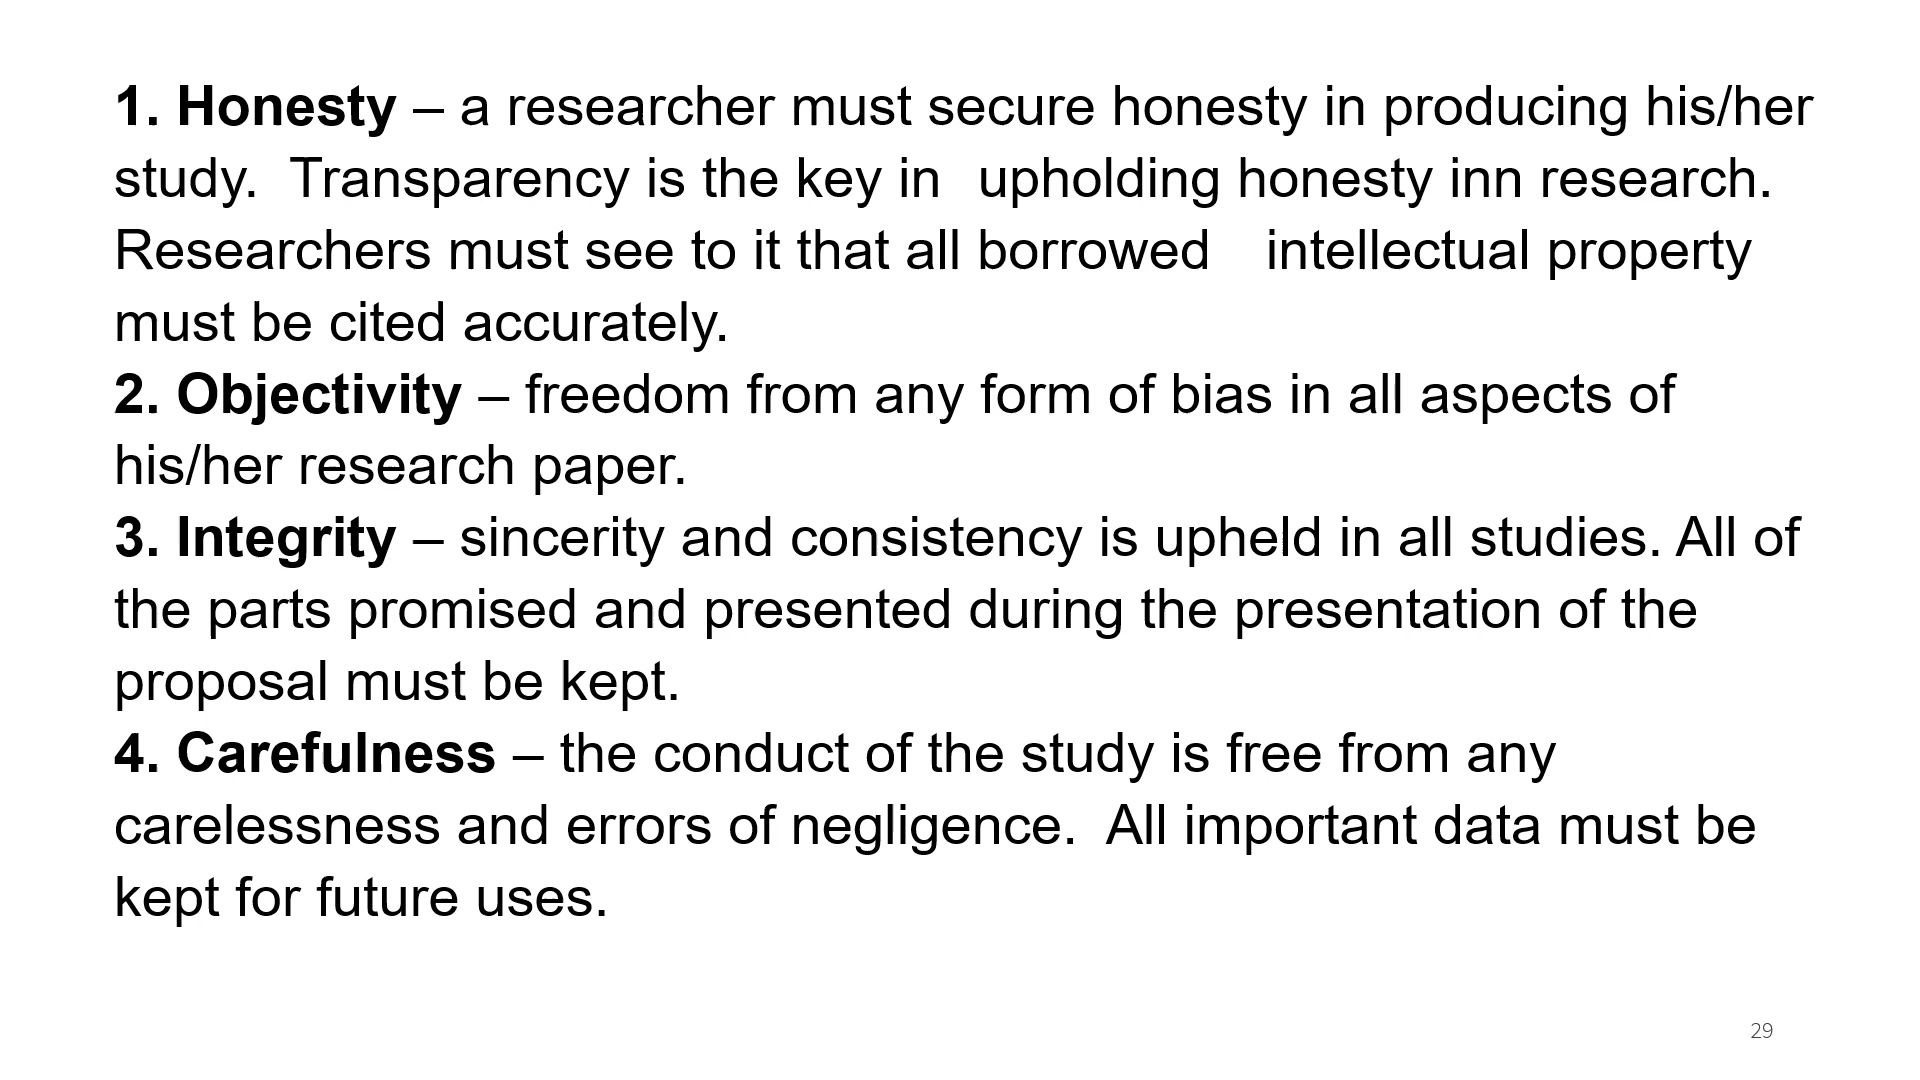 1. Honesty – a researcher must secure honesty in producing his/her
study.  Transparency is the key in  upholding honesty inn research.
Researchers must see to it that all borrowed   intellectual property
must be cited accurately.
2. Objectivity – freedom from any form of bias in all aspects of
his/her research paper.
3. Integrity – sincerity and consistency is upheld in all studies. All of
the parts promised and presented during the presentation of the
proposal must be kept.
4. Carefulness – the conduct of the study is free from any
carelessness and errors of negligence.  All important data must be
kept for future uses.
29